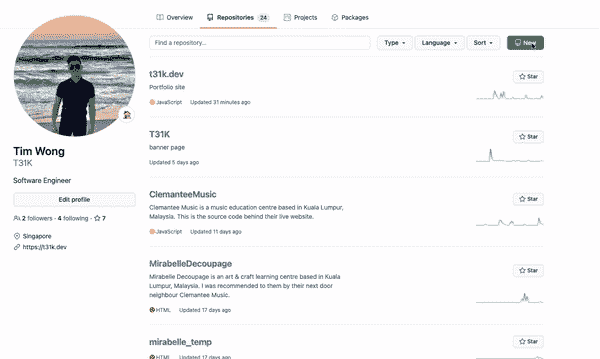 Overview Repositories 24 Projects Packages
Find a repository... Type Language Sort New
t31k.dev Star
Portfolio site
JavaScript Updated 31 minutes ago
T31K Star
banner page
Updated 5 days ago
Tim Wong
T31K
Software Engineer
Edit profile
2 followers · 4 following · 7
Singapore
https://t31k.dev
ClemanteeMusic Star
Clemantee Music is a music education centre based in Kuala Lumpur,
Malaysia. This is the source code behind their live website.
JavaScript Updated 11 days ago
MirabelleDecoupage Star
Mirabelle Decoupage is an art & craft learning centre based in Kuala
Lumpur, Malaysia. I was recommended to them by their next door
neighbour Clemantee Music.
HTML Updated 17 days ago
mirabelle_temp Star
HTML Updated 17 days ago